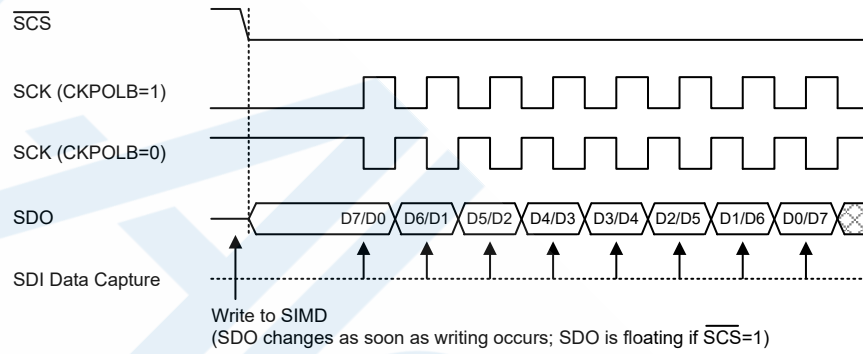 SCS
SCK (CKPOLB=1)
SCK (CKPOLB=0)
SDO
D7/D0 D6/D1 D5/D2 D4/D3 D3/D4 D2/D5 D1/D6 D0/D7
SDI Data Capture
Write to SIMD
(SDO changes as soon as writing occurs; SDO is floating if SCS=1)